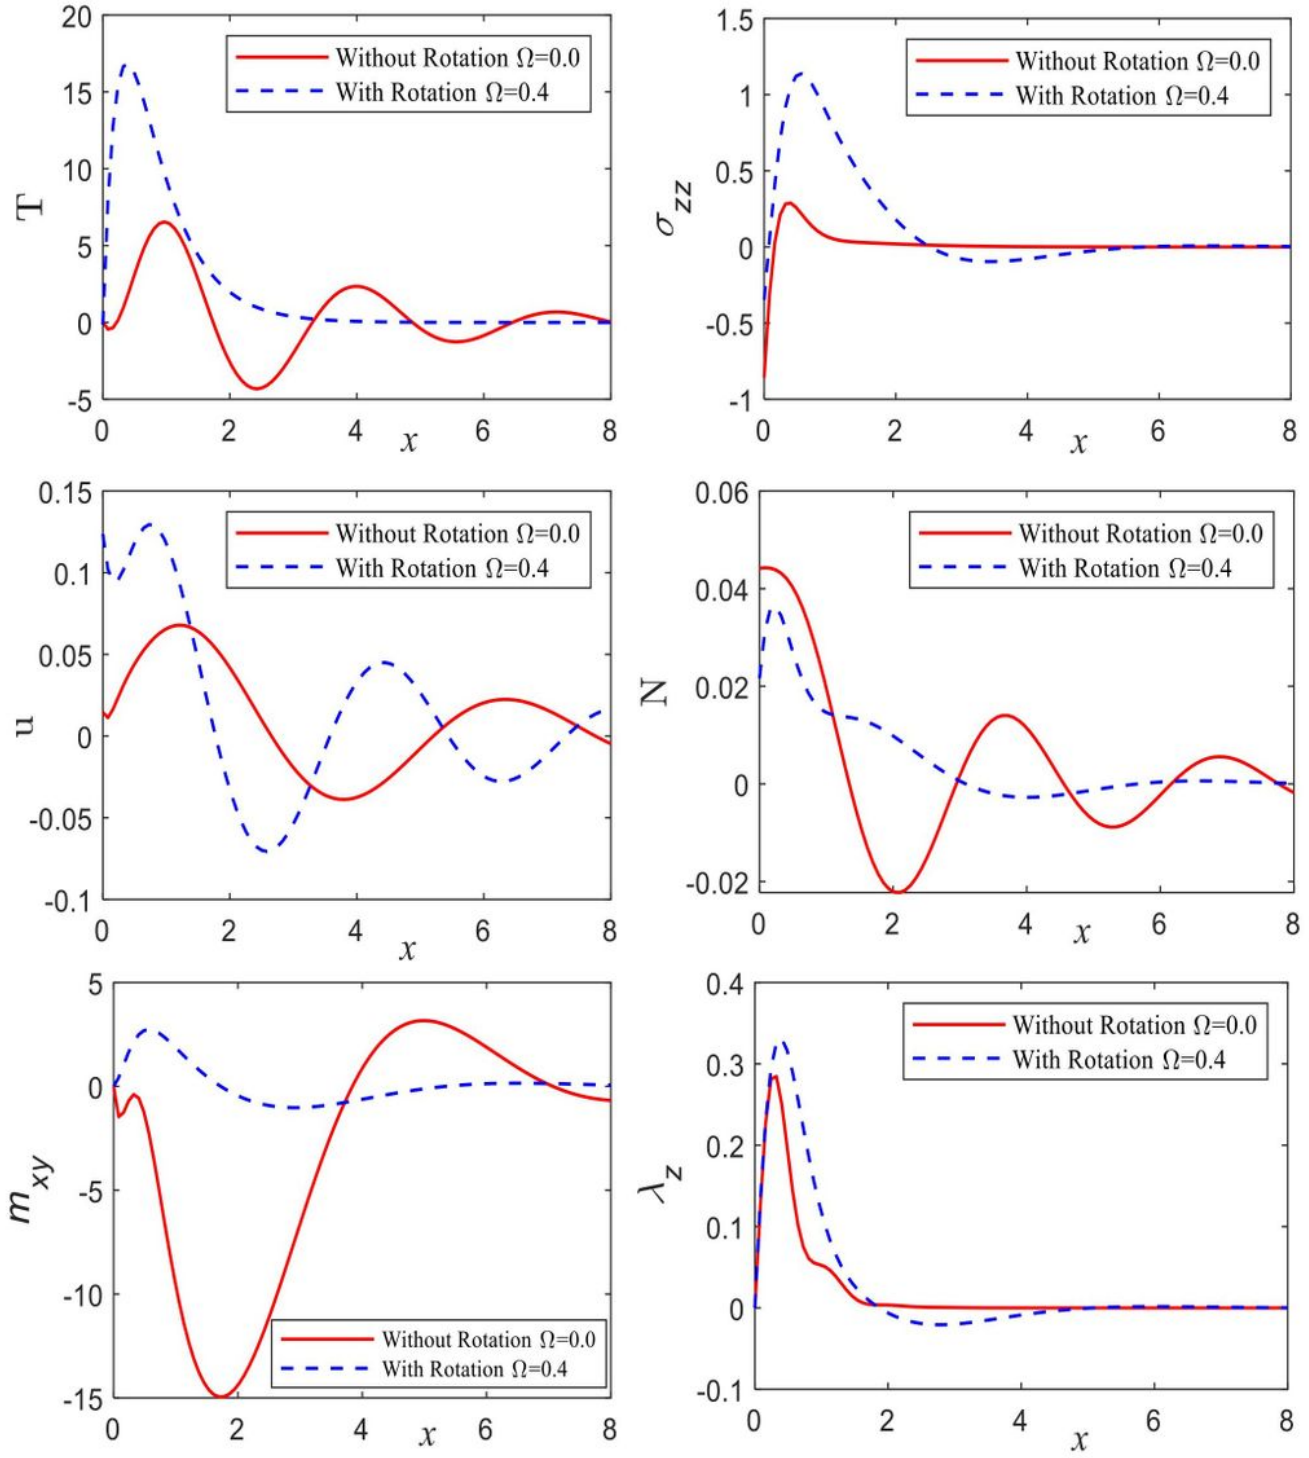 20
15
10
5
0
-5
T
0 2 4 6 8
x
Without Rotation Ω=0.0
With Rotation Ω=0.4
1.5
1
0.5
0
-0.5
-1
σzz
0 2 4 6 8
x
Without Rotation Ω=0.0
With Rotation Ω=0.4
0.15
0.1
0.05
0
-0.05
-0.1
u
0 2 4 6 8
x
Without Rotation Ω=0.0
With Rotation Ω=0.4
0.06
0.04
0.02
0
-0.02
N
0 2 4 6 8
x
Without Rotation Ω=0.0
With Rotation Ω=0.4
5
0
-5
-10
-15
mxy
0 2 4 6 8
x
Without Rotation Ω=0.0
With Rotation Ω=0.4
0.4
0.3
0.2
0.1
0
-0.1
λz
0 2 4 6 8
x
Without Rotation Ω=0.0
With Rotation Ω=0.4